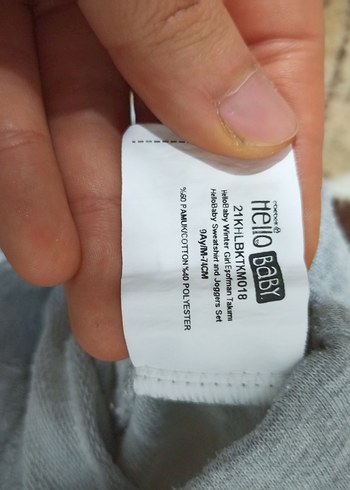 ebebek
Hello BABY.
21KHLBKTKM018
HelloBaby Winter Girl Eşofman Takımı
HelloBaby Sweatshirt and Joggers Set
9Ay/M-74CM
%60 PAMUK/COTTON %40 POLYESTER